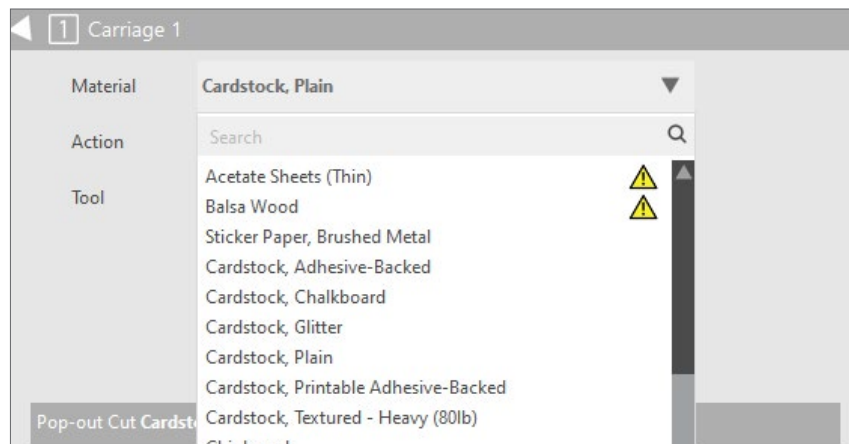 1 Carriage 1
Material Cardstock, Plain
Action Search
Acetate Sheets (Thin)
Tool
Balsa Wood
Sticker Paper, Brushed Metal
Cardstock, Adhesive-Backed
Cardstock, Chalkboard
Cardstock, Glitter
Cardstock, Plain
Cardstock, Printable Adhesive-Backed
Pop-out Cut Cardst
Cardstock, Textured - Heavy (80lb)